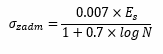 σzadm = 0.007 × Es / 1 + 0.7 × log N